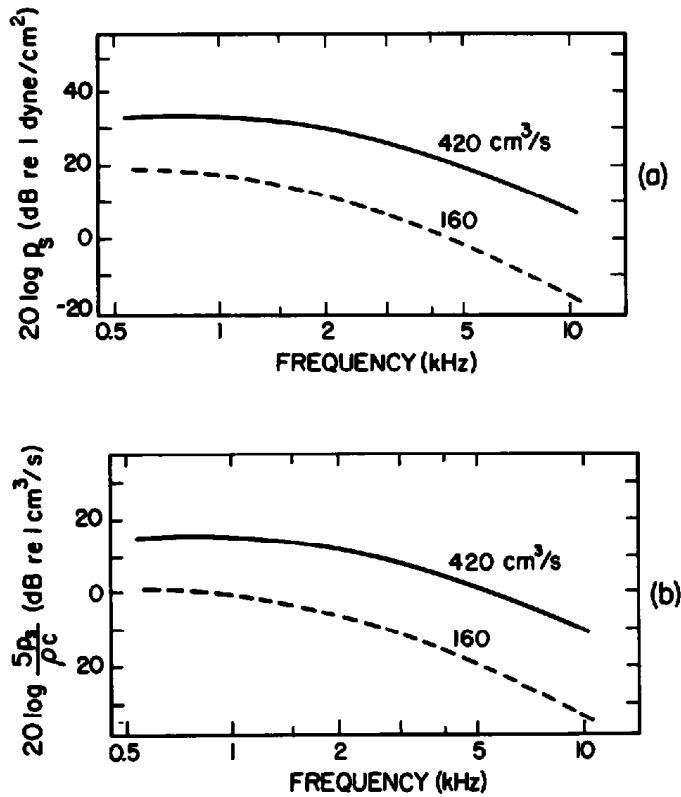 40
20
0
-20
20 log pₛ (dB re 1 dyne/cm²)
420 cm³/s
160
(a)
0.5 1 2 5 10
FREQUENCY (kHz)
20
0
20
20 log 5pₛ/ρc (dB re 1 cm³/s)
420 cm³/s
160
(b)
0.5 1 2 5 10
FREQUENCY (kHz)